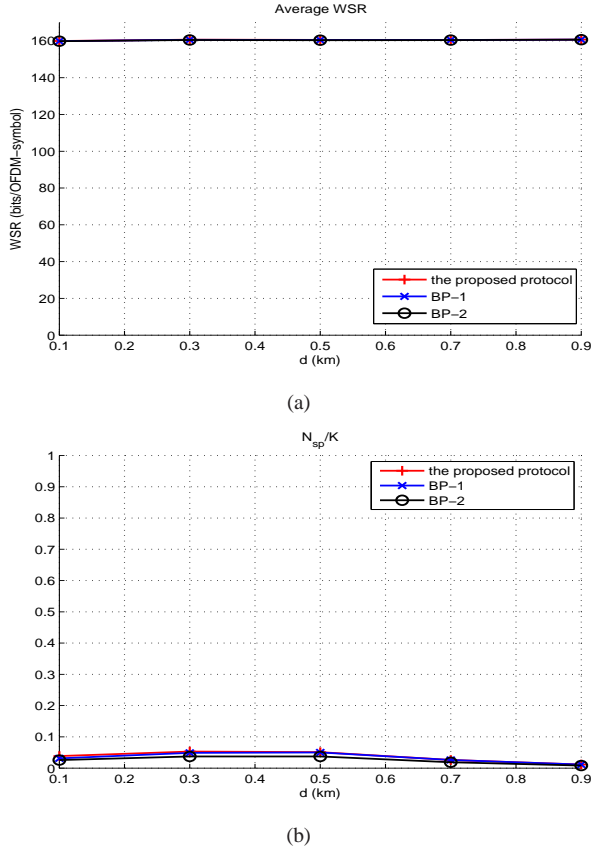 Average WSR
WSR (bits/OFDM−symbol)
160
140
120
100
80
60
40
20
0
the proposed protocol
BP−1
BP−2
0.1 0.2 0.3 0.4 0.5 0.6 0.7 0.8 0.9
d (km)
(a)
N_sp/K
1
0.9
0.8
0.7
0.6
0.5
0.4
0.3
0.2
0.1
0
the proposed protocol
BP−1
BP−2
0.1 0.2 0.3 0.4 0.5 0.6 0.7 0.8 0.9
d (km)
(b)